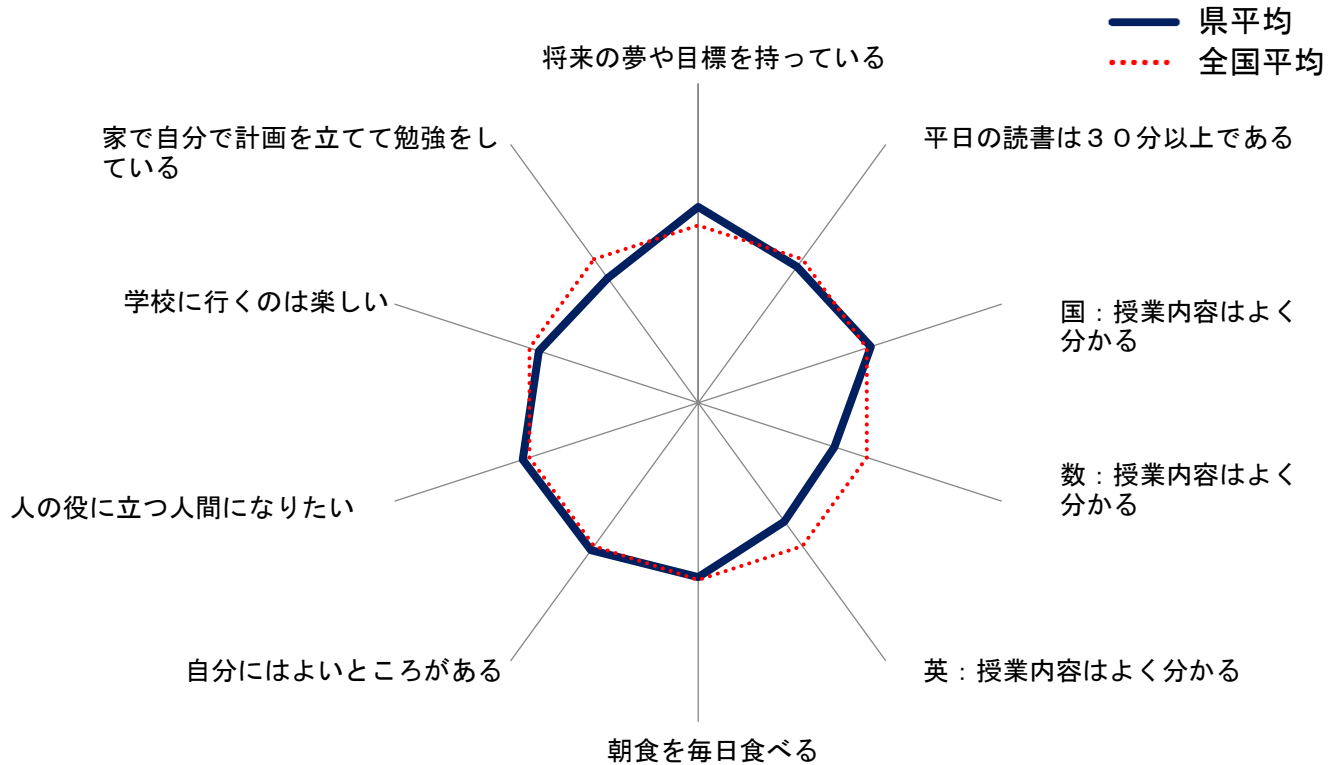 県平均
全国平均
将来の夢や目標を持っている
平日の読書は３０分以上である
国：授業内容はよく
分かる
数：授業内容はよく
分かる
英：授業内容はよく分かる
朝食を毎日食べる
自分にはよいところがある
人の役に立つ人間になりたい
学校に行くのは楽しい
家で自分で計画を立てて勉強をし
ている